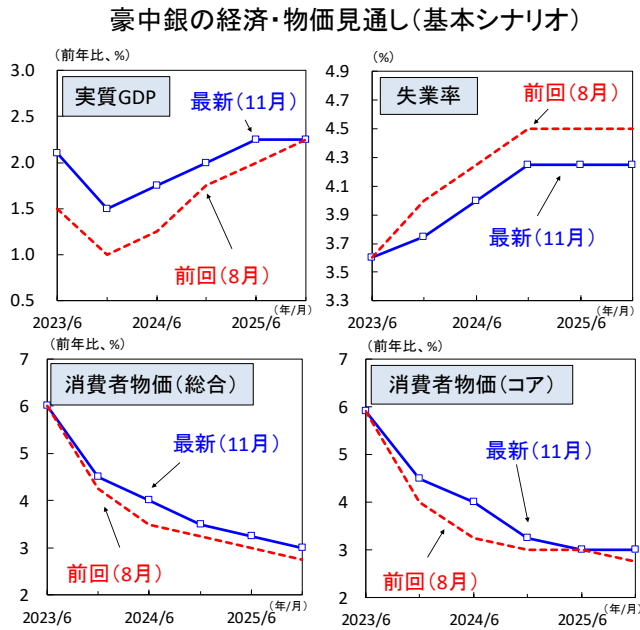 豪中銀の経済・物価見通し(基本シナリオ)
(前年比、%)
実質GDP
最新(11月)
前回(8月)
3.0
2.5
2.0
1.5
1.0
0.5
2023/6
2024/6
2025/6
(年/月)
(%)
失業率
前回(8月)
最新(11月)
4.9
4.7
4.5
4.3
4.1
3.9
3.7
3.5
3.3
2023/6
2024/6
2025/6
(年/月)
(前年比、%)
消費者物価(総合)
最新(11月)
前回(8月)
7
6
5
4
3
2
2023/6
2024/6
2025/6
(年/月)
(前年比、%)
消費者物価(コア)
最新(11月)
前回(8月)
7
6
5
4
3
2
2023/6
2024/6
2025/6
(年/月)